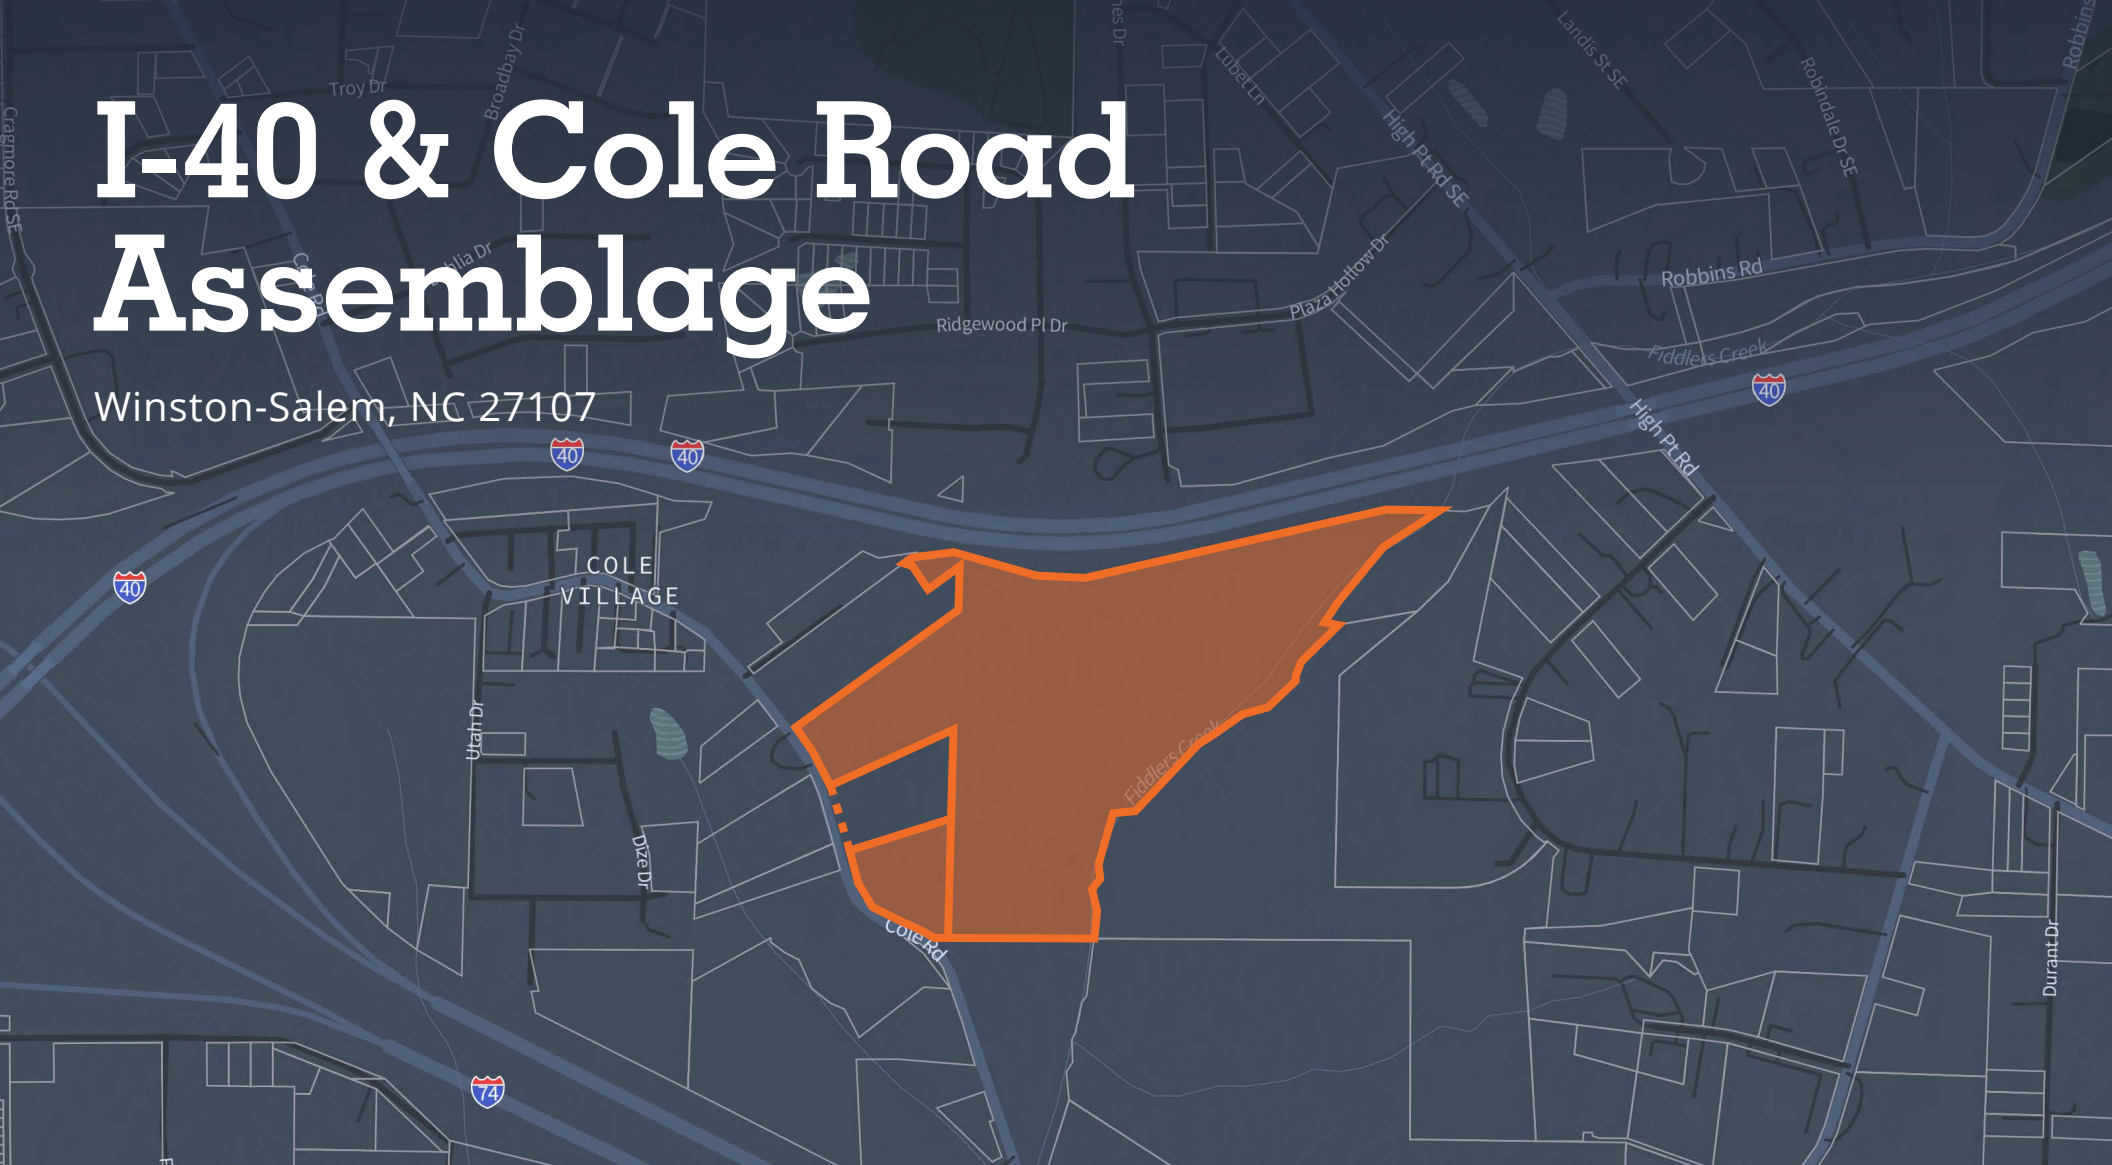 I-40 & Cole Road
Assemblage
Winston-Salem, NC 27107
Troy Dr
Broadbay Dr
Cragmore Rd SE
Luber Ln
High Pt Rd SE
Landis St SE
Robindale Dr SE
Robbins
Robbins Rd
Plaza Hollow Dr
Ridgewood Pl Dr
Fiddlers Creek
40
40
40
40
High Pt Rd
COLE
VILLAGE
Utah Dr
Dize Dr
Fiddlers Creek
Cole Rd
Durant Dr
74